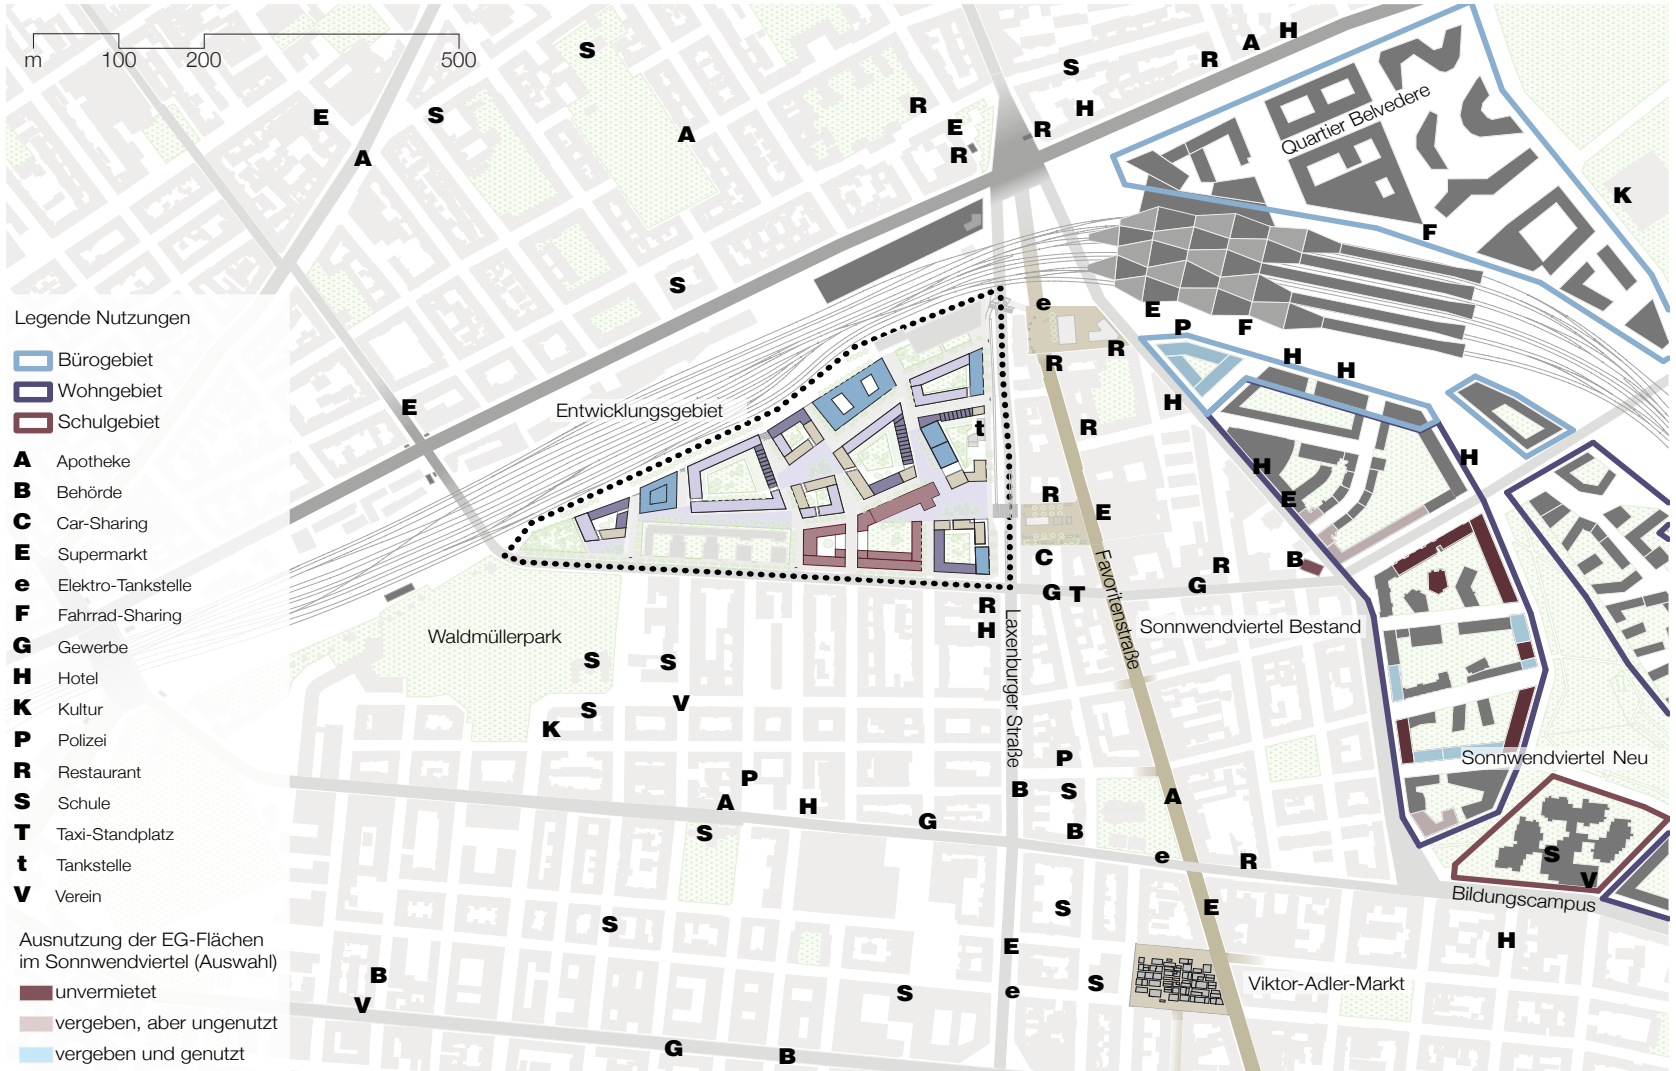 m 100 200 500
Legende Nutzungen
Bürogebiet
Wohngebiet
Schulgebiet
A Apotheke
B Behörde
C Car-Sharing
E Supermarkt
e Elektro-Tankstelle
F Fahrrad-Sharing
G Gewerbe
H Hotel
K Kultur
P Polizei
R Restaurant
S Schule
T Taxi-Standplatz
t Tankstelle
V Verein
Ausnutzung der EG-Flächen
im Sonnwendviertel (Auswahl)
unvermietet
vergeben, aber ungenutzt
vergeben und genutzt
S
H
A
R
S
E
S
A
A
R
E
R
H
R
Quartier Belvedere
K
F
S
e
E
P
F
R
R
H
H
E
Entwicklungsgebiet
H
t
R
H
H
R
E
E
C
B
R
G
T
G
R
H
Favoritenstraße
Laxenburger Straße
Sonnwendviertel Bestand
Waldmüllerpark
S
S
V
S
K
P
P
A
H
G
S
B
S
B
A
e
R
Sonnwendviertel Neu
S
V
Bildungscampus
S
S
E
E
H
B
V
S
e
S
Viktor-Adler-Markt
G
B